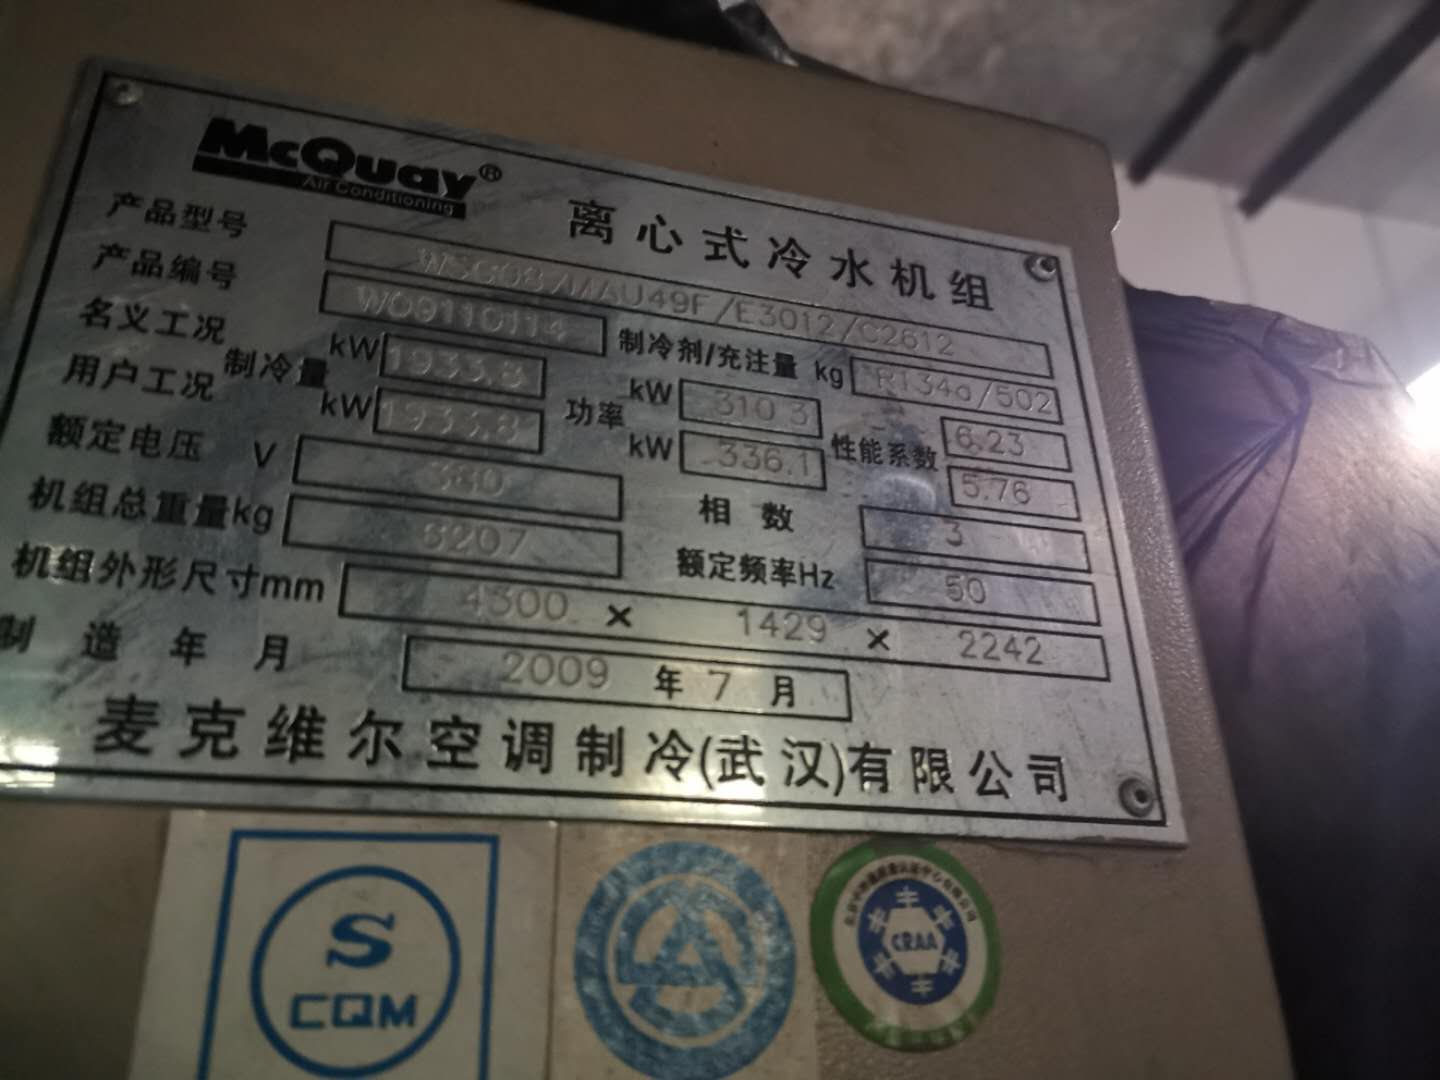 McQuay®
Air Conditioning
离心式冷水机组
产品型号 WSC087MAU49F/E3012/C2612
产品编号 W09110114 制冷剂/充注量 kg R134a/502
名义工况 制冷量 kW 1933.8 功率 kW 310.3 性能系数 6.23
用户工况 kW 1933.8 kW 336.1 5.76
额定电压 V 380 相数 3
机组总重量kg 6207 额定频率Hz 50
机组外形尺寸mm 4300 × 1429 × 2242
制造年月 2009 年 7 月
麦克维尔空调制冷(武汉)有限公司
S
CQM
CRAA